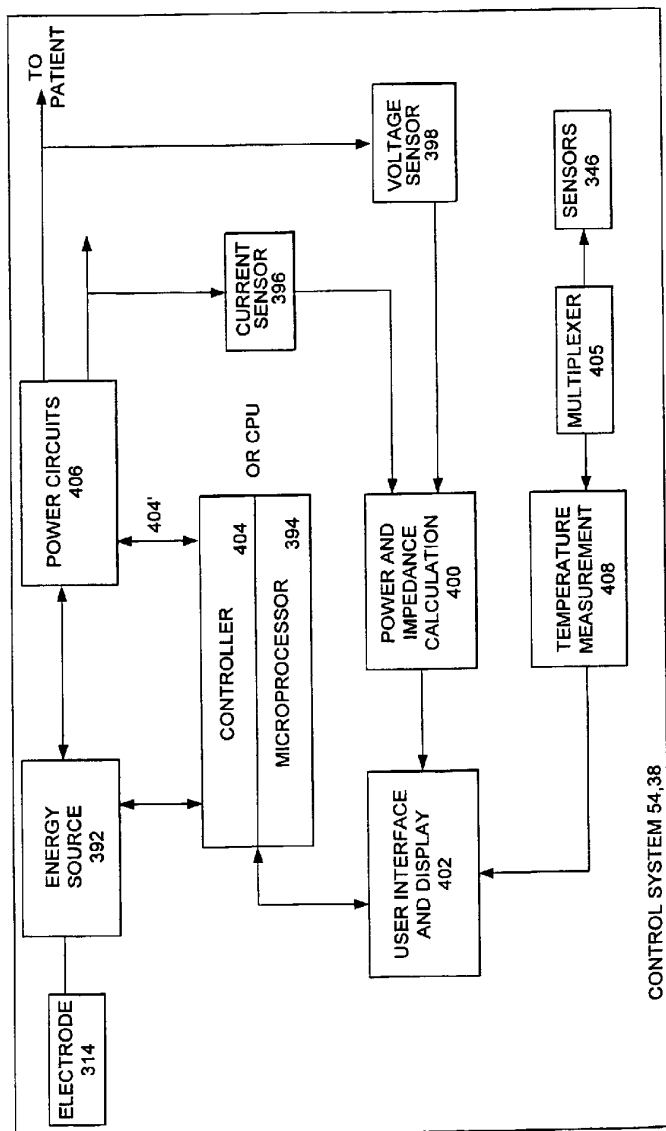 TO
PATIENT
POWER CIRCUITS
406
VOLTAGE
SENSOR
398
CURRENT
SENSOR
396
SENSORS
346
MULTIPLEXER
405
ENERGY
SOURCE
392
404'
CONTROLLER
404
MICROPROCESSOR
394
OR CPU
POWER AND
IMPEDANCE
CALCULATION
400
TEMPERATURE
MEASUREMENT
408
ELECTRODE
314
USER INTERFACE
AND DISPLAY
402
CONTROL SYSTEM 54,38